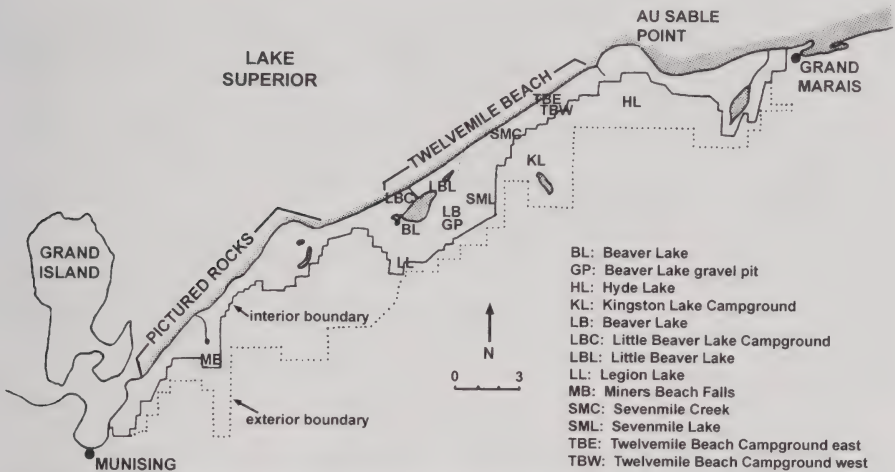 AU SABLE
POINT
LAKE
SUPERIOR
GRAND
MARAIS
TWELVEMILE BEACH
TBE
TBW
HL
SMC
KL
LBL
LBC
SML
LB
GP
BL
LL
PICTURED ROCKS
GRAND
ISLAND
interior boundary
MB
exterior boundary
MUNISING
N
0 3
BL: Beaver Lake
GP: Beaver Lake gravel pit
HL: Hyde Lake
KL: Kingston Lake Campground
LB: Beaver Lake
LBC: Little Beaver Lake Campground
LBL: Little Beaver Lake
LL: Legion Lake
MB: Miners Beach Falls
SMC: Sevenmile Creek
SML: Sevenmile Lake
TBE: Twelvemile Beach Campground east
TBW: Twelvemile Beach Campground west